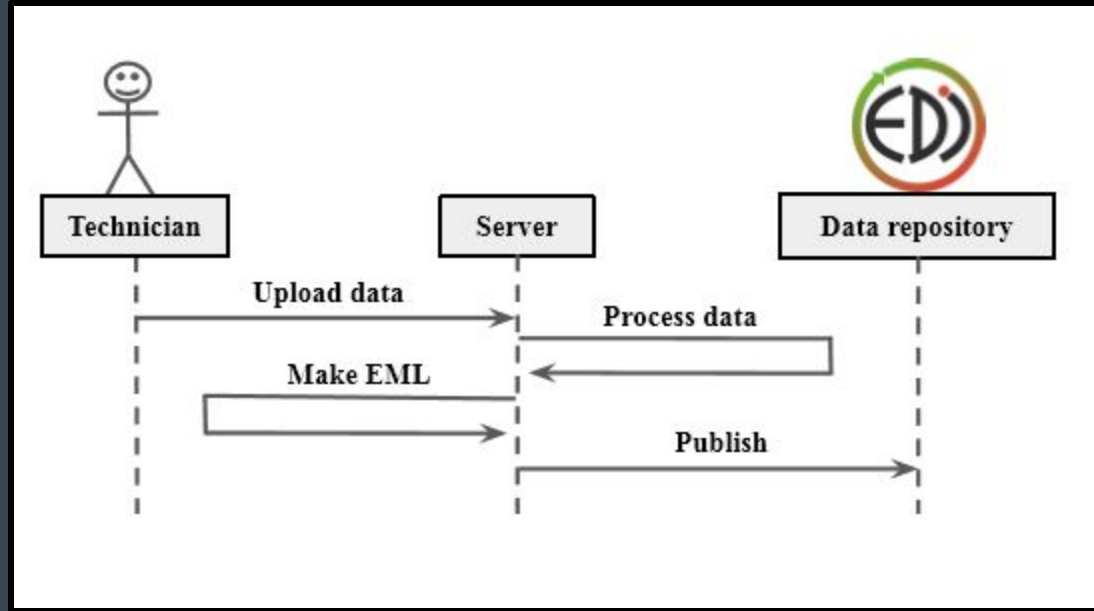 EDI
Technician
Server
Data repository
Upload data
Process data
Make EML
Publish